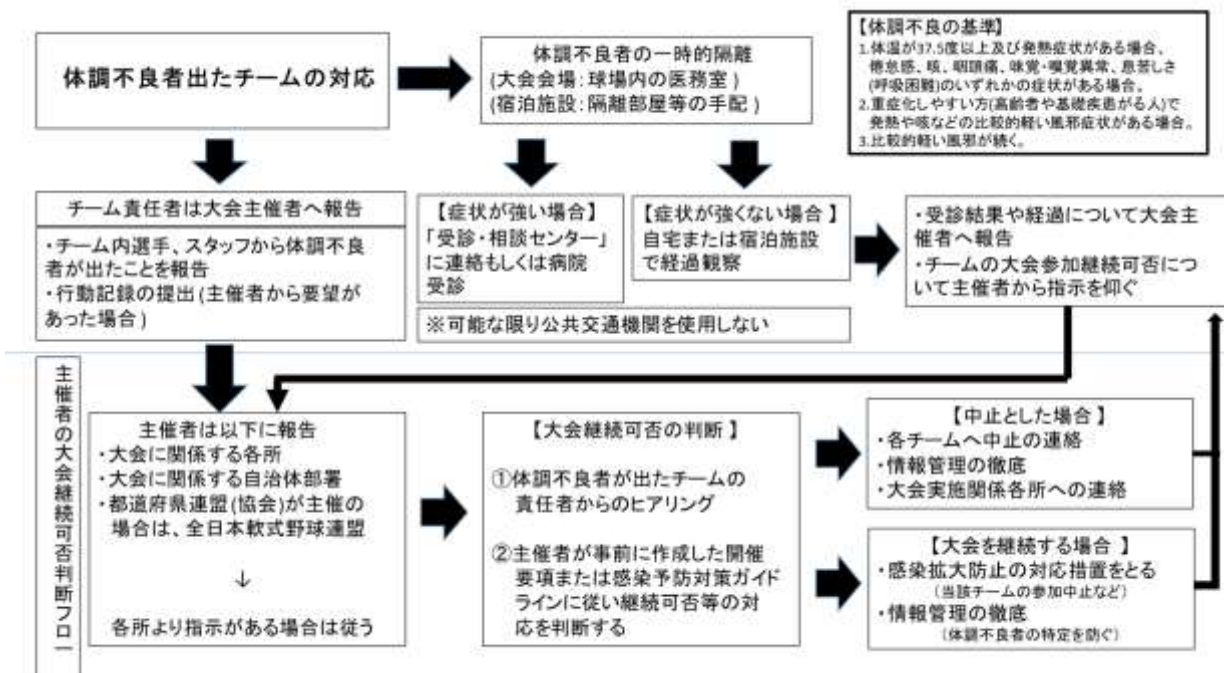 体調不良者出たチームの対応
体調不良者の一時的隔離
(大会会場:球場内の医務室)
(宿泊施設:隔離部屋等の手配)
【体調不良の基準】
1.体温が37.5度以上及び発熱症状がある場合。
倦怠感、咳、咽頭痛、味覚・嗅覚異常、息苦しさ
(呼吸困難)のいずれかの症状がある場合。
2.重症化しやすい方(高齢者や基礎疾患がる人)で
発熱や咳などの比較的軽い風邪症状がある場合。
3.比較的軽い風邪が続く。
チーム責任者は大会主催者へ報告
・チーム内選手、スタッフから体調不良
者が出たことを報告
・行動記録の提出(主催者から要望が
あった場合)
【症状が強い場合】
「受診・相談センター」
に連絡もしくは病院
受診
【症状が強くない場合】
自宅または宿泊施設
で経過観察
※可能な限り公共交通機関を使用しない
・受診結果や経過について大会主
催者へ報告
・チームの大会参加継続可否につ
いて主催者から指示を仰ぐ
主催者の大会継続可否判断フロー
主催者は以下に報告
・大会に関係する各所
・大会に関係する自治体部署
・都道府県連盟(協会)が主催の
場合は、全日本軟式野球連盟
↓
各所より指示がある場合は従う
【大会継続可否の判断】
①体調不良者が出たチームの
責任者からのヒアリング
②主催者が事前に作成した開催
要項または感染予防対策ガイド
ラインに従い継続可否等の対
応を判断する
【中止とした場合】
・各チームへ中止の連絡
・情報管理の徹底
・大会実施関係各所への連絡
【大会を継続する場合】
・感染拡大防止の対応措置をとる
(当該チームの参加中止など)
・情報管理の徹底
(体調不良者の特定を防ぐ)